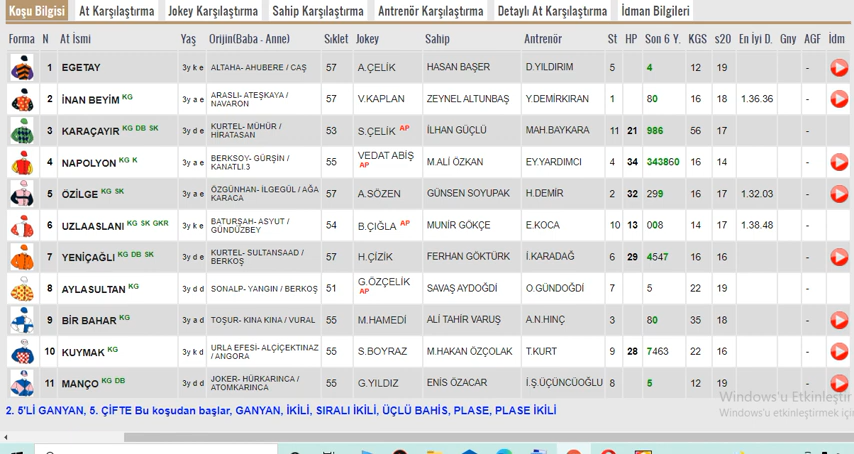 Koşu Bilgisi At Karşılaştırma Jokey Karşılaştırma Sahip Karşılaştırma Antrenör Karşılaştırma Detaylı At Karşılaştırma İdman Bilgileri
Forma N At İsmi Yaş Orijin(Baba - Anne) Sıklet Jokey Sahip Antrenör St HP Son 6 Y. KGS s20 En İyi D. Gny AGF İdm
1 EGETAY 3y k e ALTAHA- AHUBERE / CAŞ 57 A.ÇELİK HASAN BAŞER D.YILDIRIM 5 4 12 19 -
2 İNAN BEYİM KG 3y a e ARASLI- ATEŞKAYA / NAVARON 57 V.KAPLAN ZEYNEL ALTUNBAŞ Y.DEMİRKIRAN 1 80 16 18 1.36.36 -
3 KARAÇAYIR KG DB SK 3y d e KURTEL- MÜHÜR / HIRATASAN 53 S.ÇELİK AP İLHAN GÜÇLÜ MAH.BAYKARA 11 21 986 56 17 -
4 NAPOLYON KG K 3y a e BERKSOY- GÜRŞİN / KANATLI.3 55 VEDAT ABİŞ AP M.ALİ ÖZKAN EY.YARDIMCI 4 34 343860 16 14 -
5 ÖZİLGE KG SK 3y a e ÖZGÜNHAN- İLGEGÜL / AĞA KARACA 57 A.SÖZEN GÜNSEN SOYUPAK H.DEMİR 2 32 299 16 17 1.32.03 -
6 UZLAASLANI KG SK GKR 3y k e BATURŞAH- ASYUT / GÜNDÜZBEY 54 B.ÇIĞLA AP MUNİR GÖKÇE E.KOCA 10 13 008 14 17 1.38.48 -
7 YENİÇAĞLI KG DB SK 3y d e KURTEL- SULTANSAAD / BERKOŞ 57 H.ÇİZİK FERHAN GÖKTÜRK İ.KARADAĞ 6 29 4547 16 16 -
8 AYLASULTAN KG 3y d d SONALP- YANGIN / BERKOŞ 51 G.ÖZÇELİK AP SAVAŞ AYDOĞDİ O.GÜNDOĞDİ 7 5 22 19 -
9 BİR BAHAR KG 3y a d TOŞUR- KINA KINA / VURAL 55 M.HAMEDİ ALİ TAHİR VARUŞ A.N.HINÇ 3 80 35 18 -
10 KUYMAK KG 3y k d URLA EFESİ- ALÇİÇEKTINAZ / ANGORA 55 S.BOYRAZ M.HAKAN ÖZÇOLAK T.KURT 9 28 7463 22 16 -
11 MANÇO KG DB 3y d d JOKER- HÜRKARINCA / ATOMKARINCA 55 G.YILDIZ ENİS ÖZACAR İ.Ş.ÜÇÜNCÜOĞLU 8 5 12 19 -
Windows'u Etkinleştir
2. 5'Lİ GANYAN, 5. ÇİFTE Bu koşudan başlar, GANYAN, İKİLİ, SIRALI İKİLİ, ÜÇLÜ BAHİS, PLASE, PLASE İKİLİ
Windows'u etkinleştirmek için